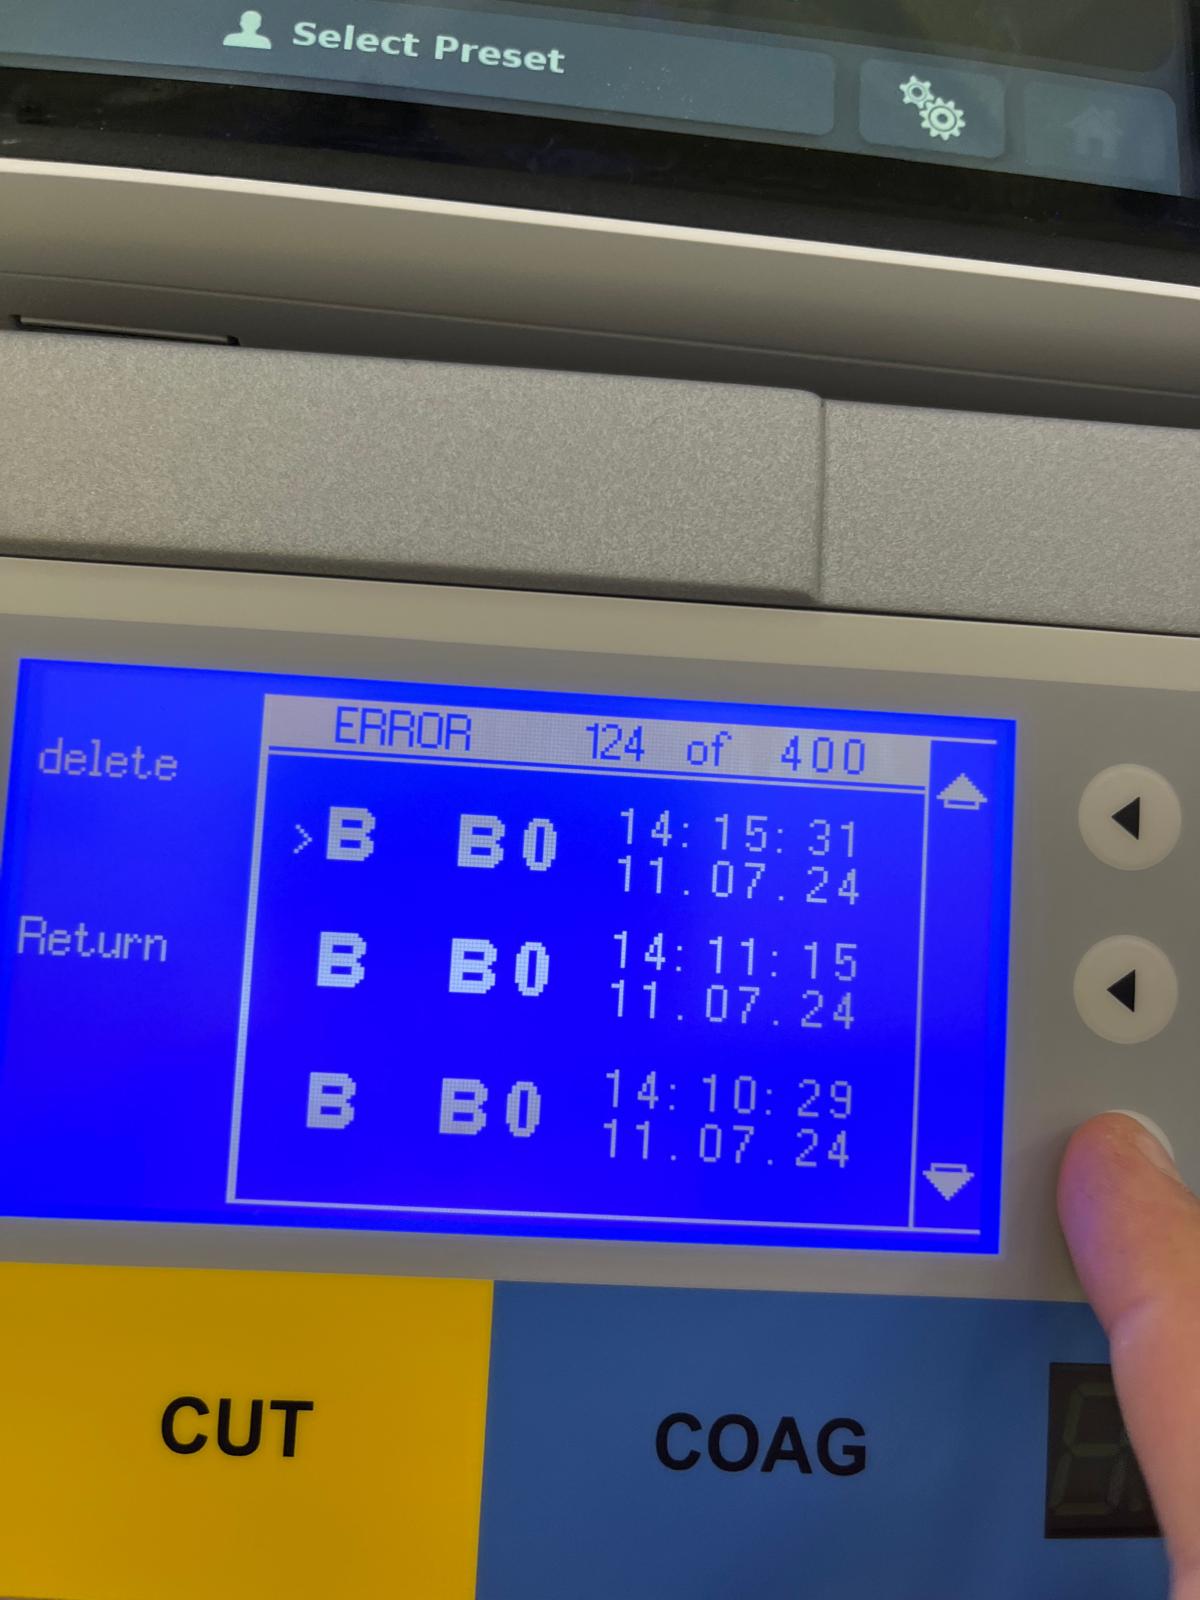 Select Preset
delete
Return
ERROR 124 of 400
>B B0 14:15:31
11.07.24
B B0 14:11:15
11.07.24
B B0 14:10:29
11.07.24
CUT
COAG